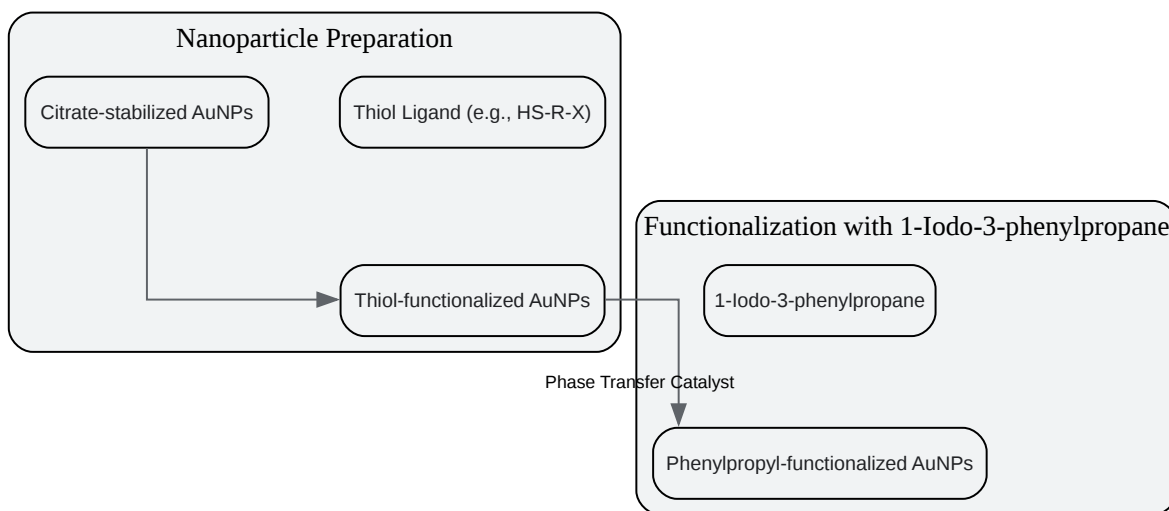 Nanoparticle Preparation
Citrate-stabilized AuNPs
Thiol Ligand (e.g., HS-R-X)
Thiol-functionalized AuNPs
Functionalization with 1-Iodo-3-phenylpropane
1-Iodo-3-phenylpropane
Phase Transfer Catalyst
Phenylpropyl-functionalized AuNPs